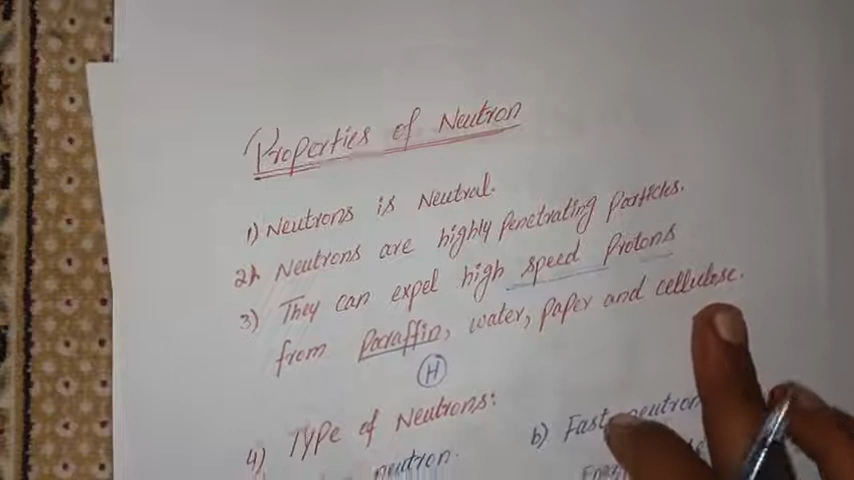 Properties of Neutron
1) Neutrons is Neutral.
2) Neutrons are highly penetrating particles.
3) They can expel high speed Protons
from Paraffin, water, paper and cellulose.
H
4) Type of Neutrons:
b) Fast neutron
neutron.